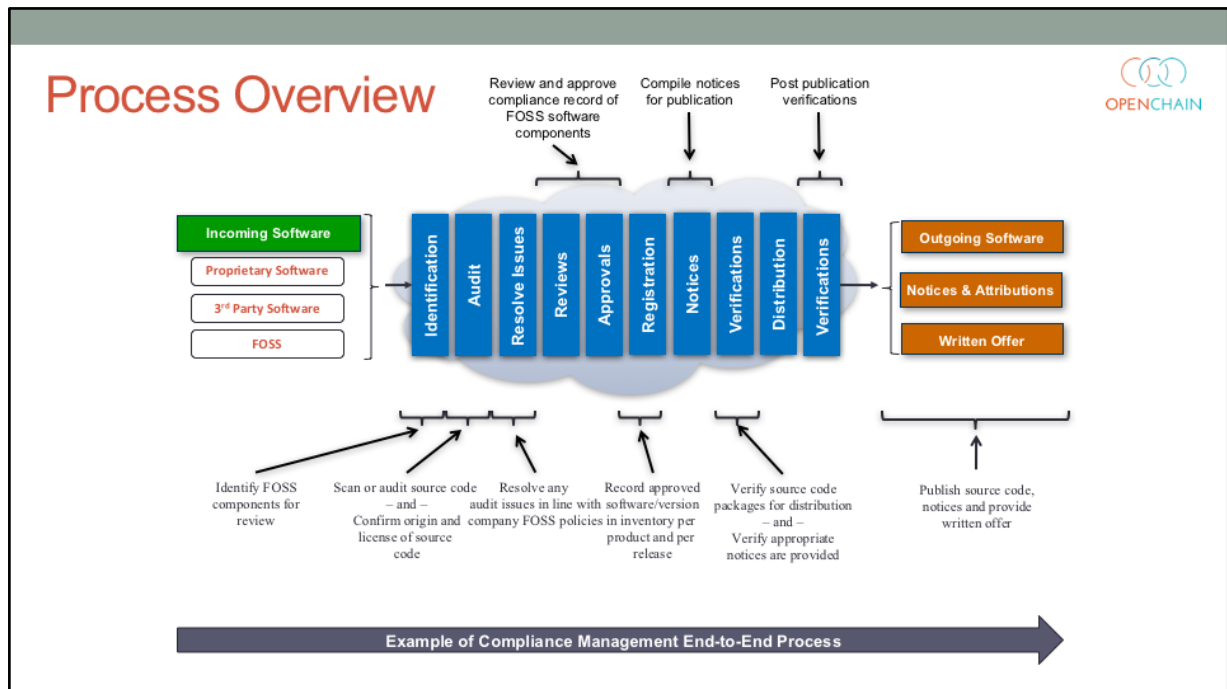 Process Overview
OPENCHAIN
Review and approve
compliance record of
FOSS software
components
Compile notices
for publication
Post publication
verifications
Incoming Software
Proprietary Software
3rd Party Software
FOSS
Identification
Audit
Resolve Issues
Reviews
Approvals
Registration
Notices
Verifications
Distribution
Verifications
Outgoing Software
Notices & Attributions
Written Offer
Identify FOSS
components for
review
Scan or audit source code
– and –
Confirm origin and
license of source
code
Resolve any
audit issues in line with
company FOSS policies
Record approved
software/version
in inventory per
product and per
release
Verify source code
packages for distribution
– and –
Verify appropriate
notices are provided
Publish source code,
notices and provide
written offer
Example of Compliance Management End-to-End Process